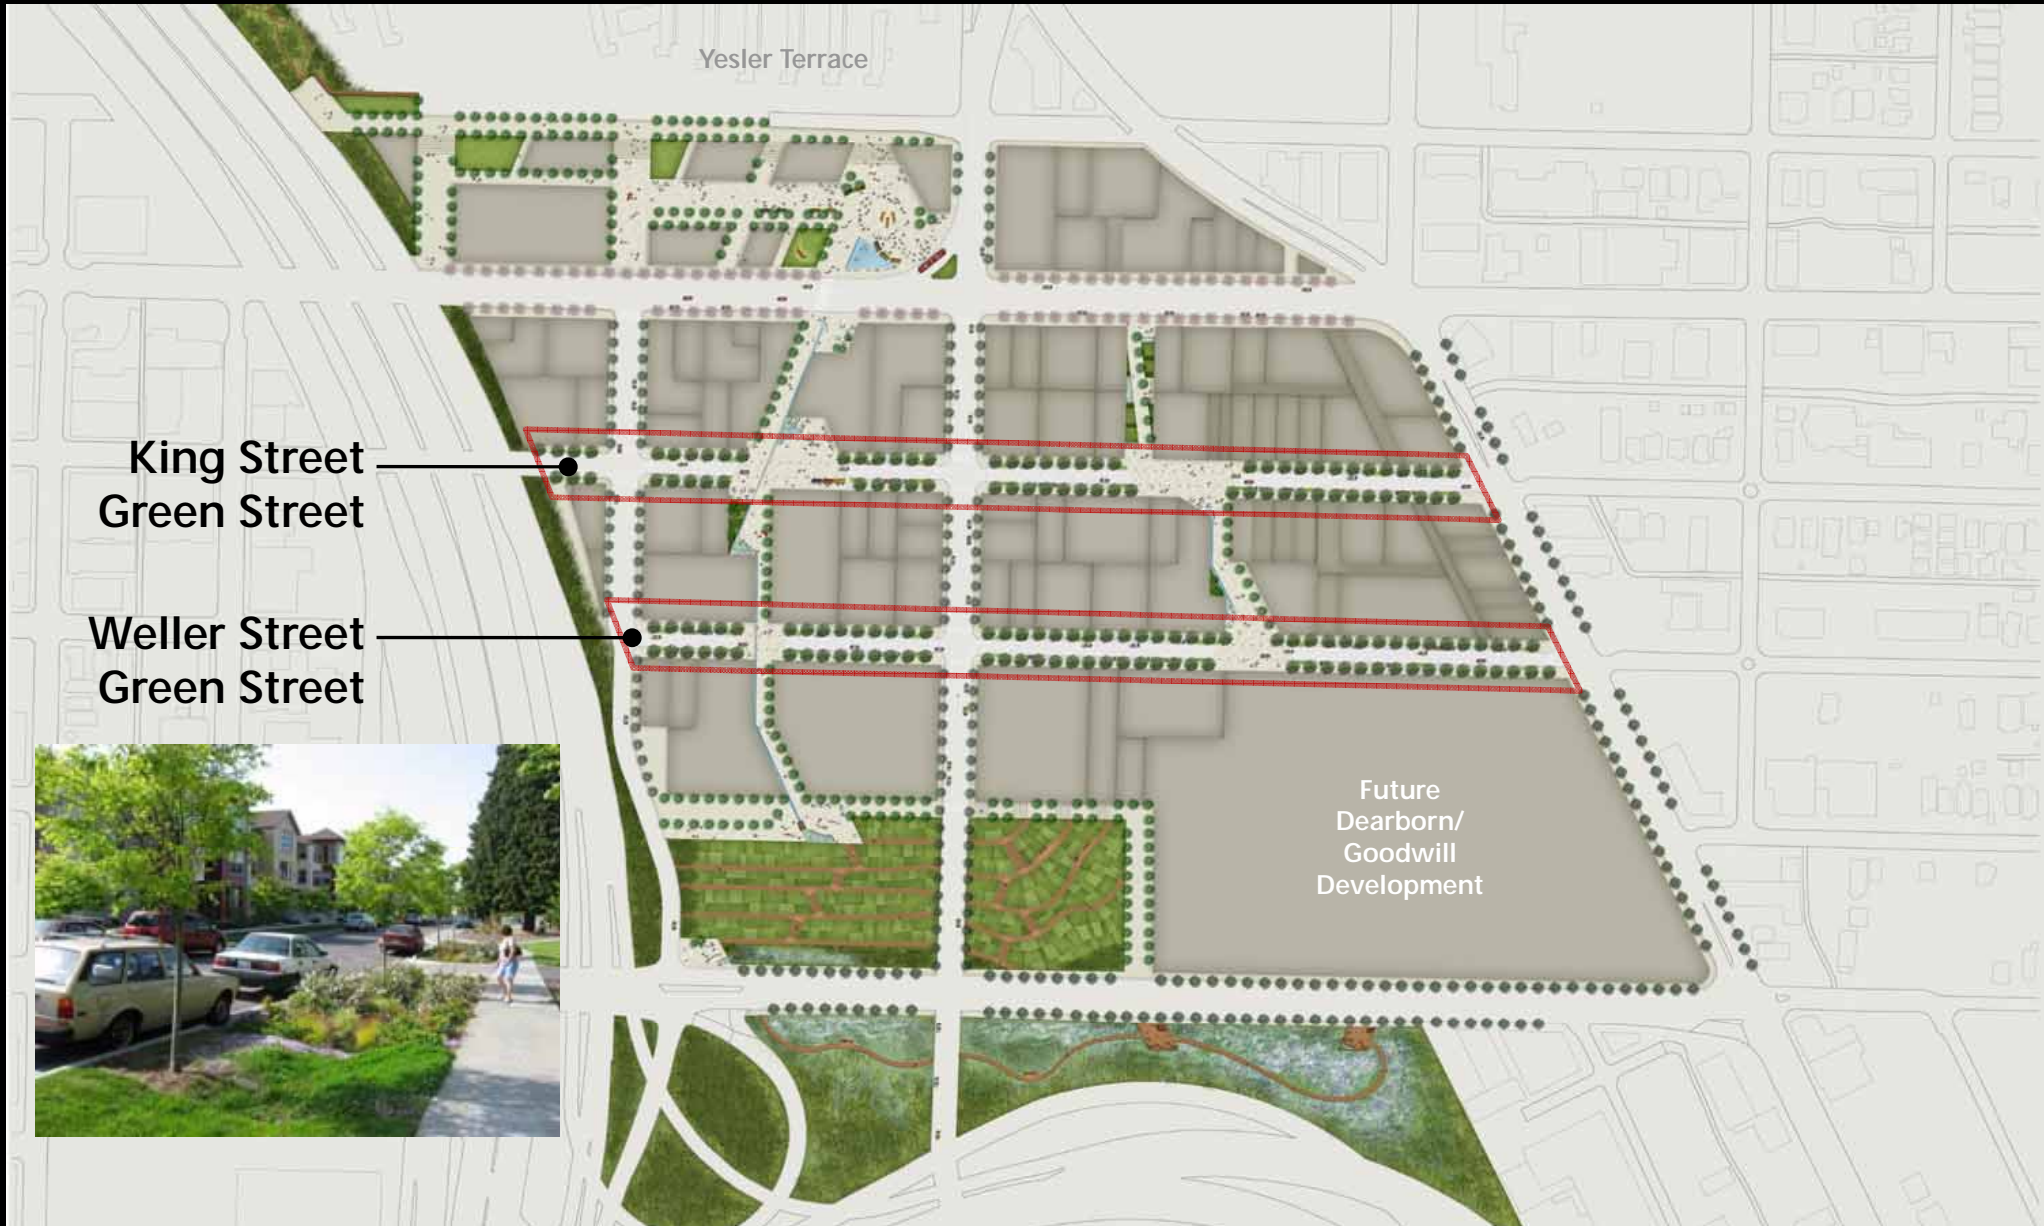 Yesler Terrace
King Street
Green Street
Weller Street
Green Street
Future
Dearborn/
Goodwill
Development